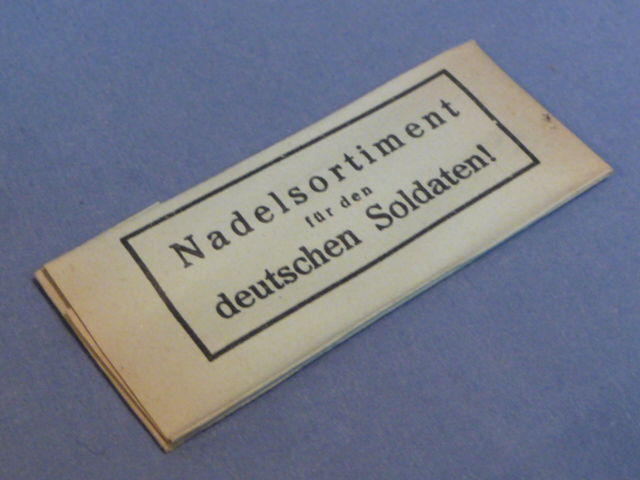 Nadelsortiment
für den
deutschen Soldaten!